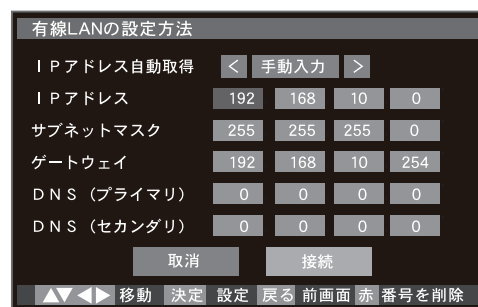 有線LANの設定方法
IPアドレス自動取得 < 手動入力 >
IPアドレス 192 168 10 0
サブネットマスク 255 255 255 0
ゲートウェイ 192 168 10 254
DNS（プライマリ） 0 0 0 0
DNS（セカンダリ） 0 0 0 0
取消 接続
▲▼◀▶ 移動 決定 設定 戻る 前画面 赤 番号を削除